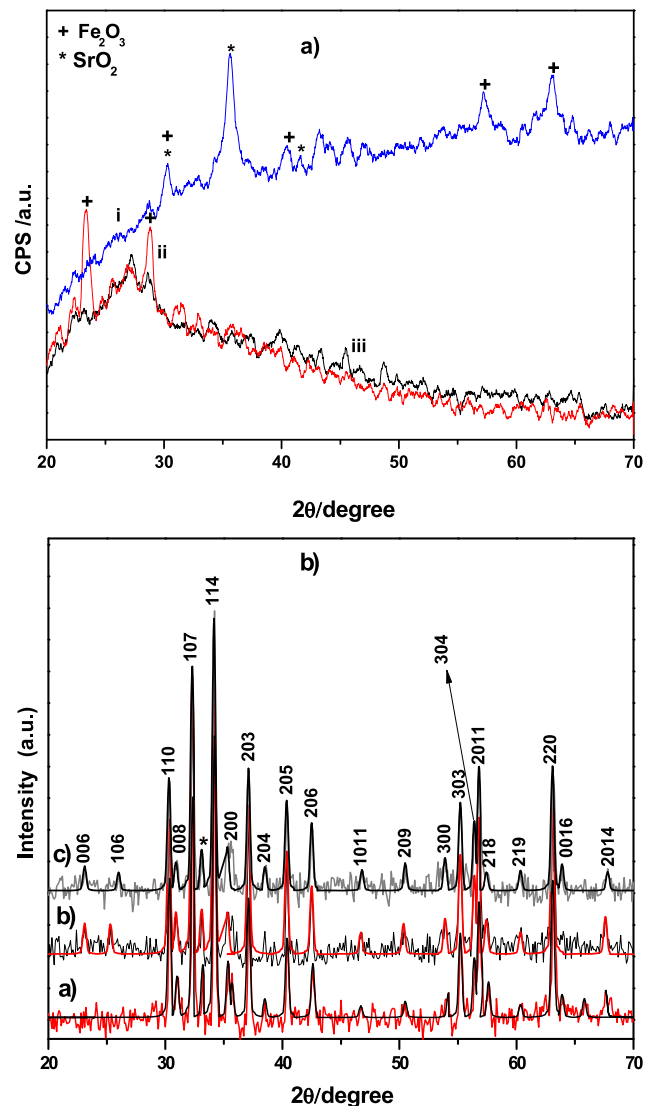 + Fe2O3
* SrO2
a)
*
+
+
+
*
+
*
+
+
i
ii
iii
CPS /a.u.
20 30 40 50 60 70
2θ/degree
b)
114
304
107
2011
220
203
110
205
303
206
008
*
200
006
106
204
1011
209
300
218
219
0016
2014
c)
b)
a)
Intensity (a.u.)
20 30 40 50 60 70
2θ/degree